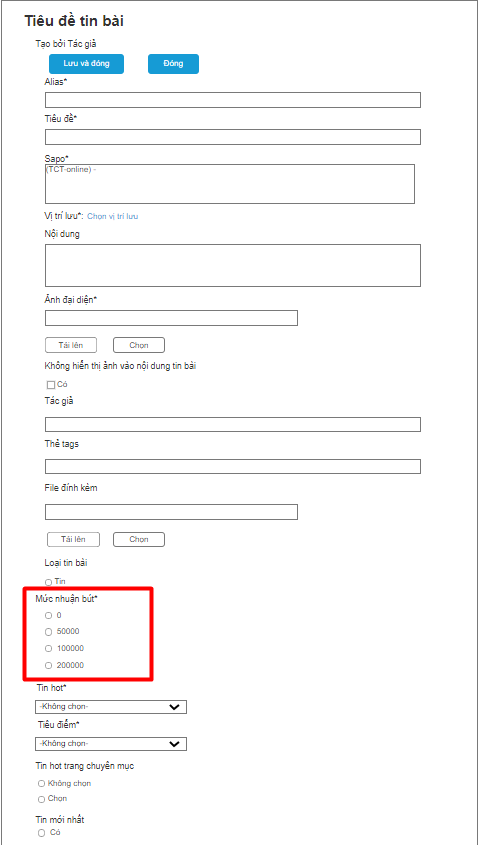 Tiêu đề tin bài
Tạo bởi Tác giả
Lưu và đóng Đóng
Alias*
Tiêu đề*
Sapo*
(TCT-online) -
Vị trí lưu*: Chọn vị trí lưu
Nội dung
Ảnh đại diện*
Tải lên Chọn
Không hiển thị ảnh vào nội dung tin bài
Có
Tác giả
Thẻ tags
File đính kèm
Tải lên Chọn
Loại tin bài
Tin
Mức nhuận bút*
0
50000
100000
200000
Tin hot*
-Không chọn-
Tiêu điểm*
-Không chọn-
Tin hot trang chuyên mục
Không chọn
Chọn
Tin mới nhất
Có